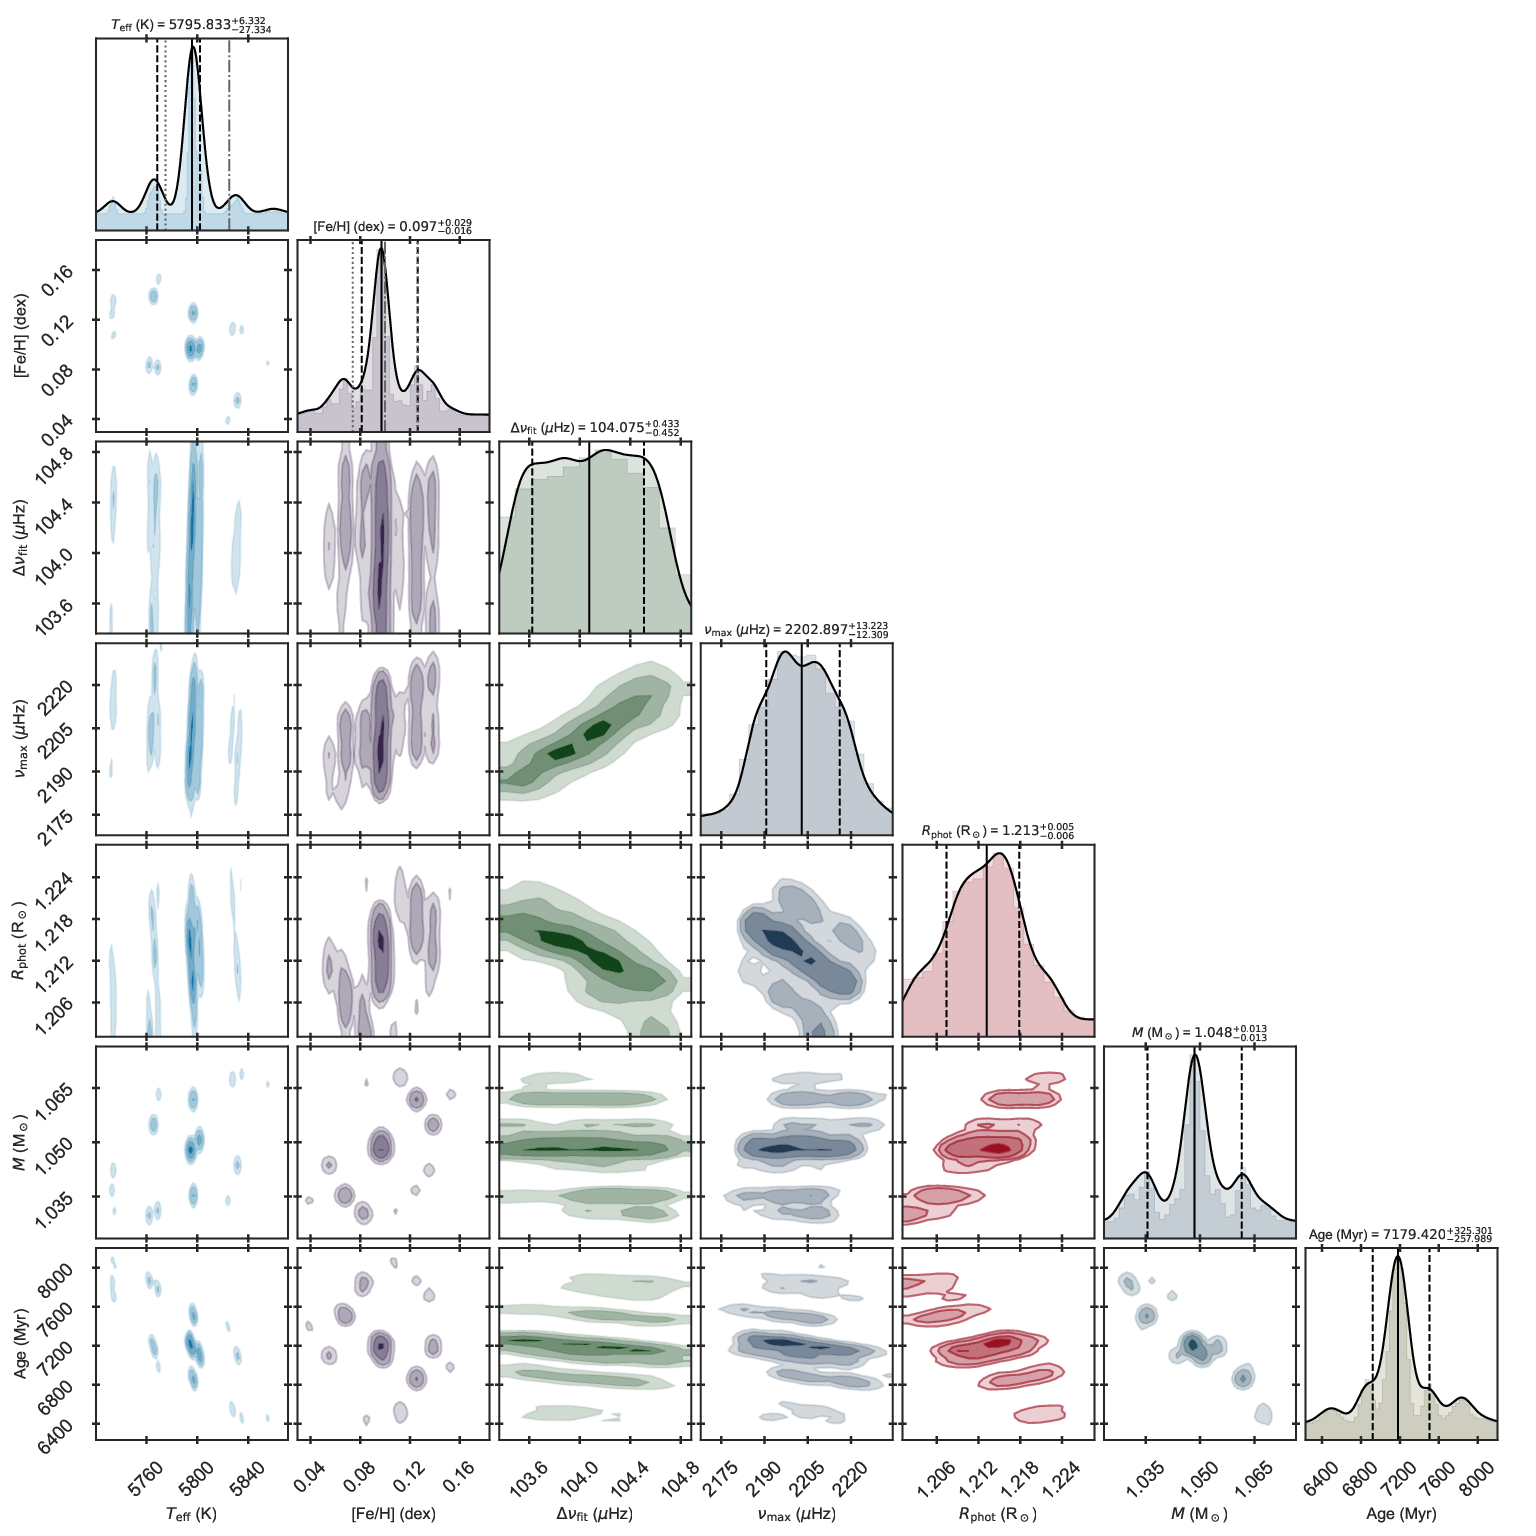 T_eff (K) = 5795.833 +6.332 −27.334
[Fe/H] (dex) = 0.097 +0.029 −0.016
[Fe/H] (dex)
0.16
0.12
0.08
0.04
Δν_fit (μHz) = 104.075 +0.433 −0.452
Δν_fit (μHz)
104.8
104.4
104.0
103.6
ν_max (μHz) = 2202.897 +13.223 −12.309
ν_max (μHz)
2220
2205
2190
2175
R_phot (R⊙) = 1.213 +0.005 −0.006
R_phot (R⊙)
1.224
1.218
1.212
1.206
M (M⊙) = 1.048 +0.013 −0.013
M (M⊙)
1.065
1.050
1.035
Age (Myr) = 7179.420 +325.301 −257.989
Age (Myr)
8000
7600
7200
6800
6400
5760 5800 5840 0.04 0.08 0.12 0.16 103.6 104.0 104.4 104.8 2175 2190 2205 2220 1.206 1.212 1.218 1.224 1.035 1.050 1.065 6400 6800 7200 7600 8000
T_eff (K) [Fe/H] (dex) Δν_fit (μHz) ν_max (μHz) R_phot (R⊙) M (M⊙) Age (Myr)